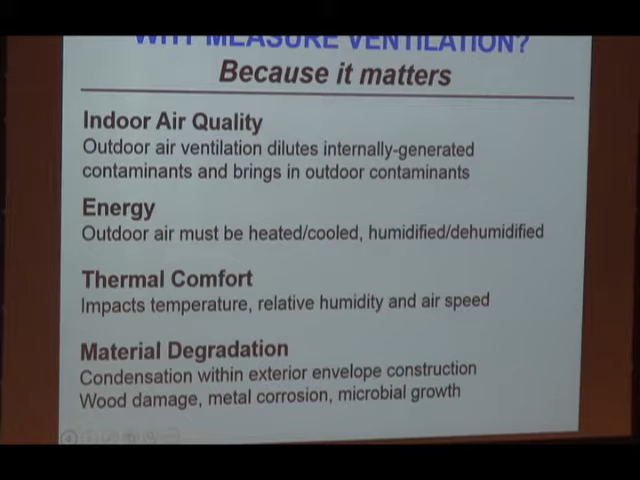 WHY MEASURE VENTILATION?
Because it matters
Indoor Air Quality
Outdoor air ventilation dilutes internally-generated
contaminants and brings in outdoor contaminants
Energy
Outdoor air must be heated/cooled, humidified/dehumidified
Thermal Comfort
Impacts temperature, relative humidity and air speed
Material Degradation
Condensation within exterior envelope construction
Wood damage, metal corrosion, microbial growth